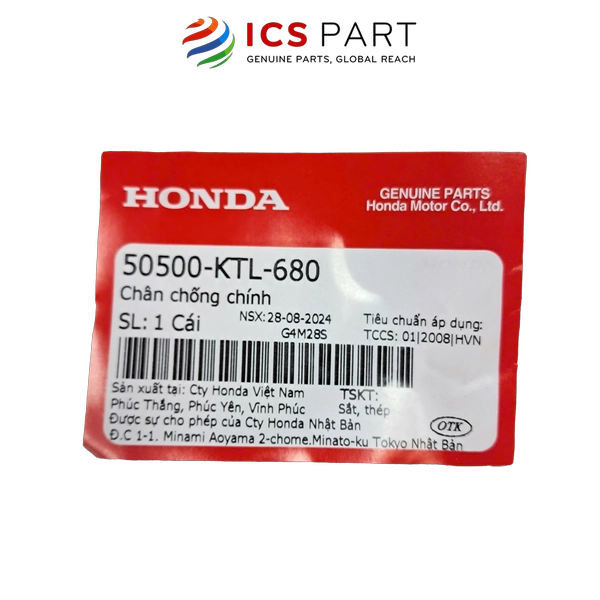 ICS PART
GENUINE PARTS, GLOBAL REACH
HONDA
GENUINE PARTS
Honda Motor Co., Ltd.
50500-KTL-680
Chân chống chính
SL: 1 Cái
NSX: 28-08-2024
G4M28S
Tiêu chuẩn áp dụng:
TCCS: 01|2008|HVN
Sản xuất tại: Cty Honda Việt Nam
TSKT:
Phúc Thắng, Phúc Yên, Vĩnh Phúc
Sắt, thép
Được sự cho phép của Cty Honda Nhật Bản
Đ.C 1-1, Minami Aoyama 2-chome.Minato-ku Tokyo Nhật Bản
OTK